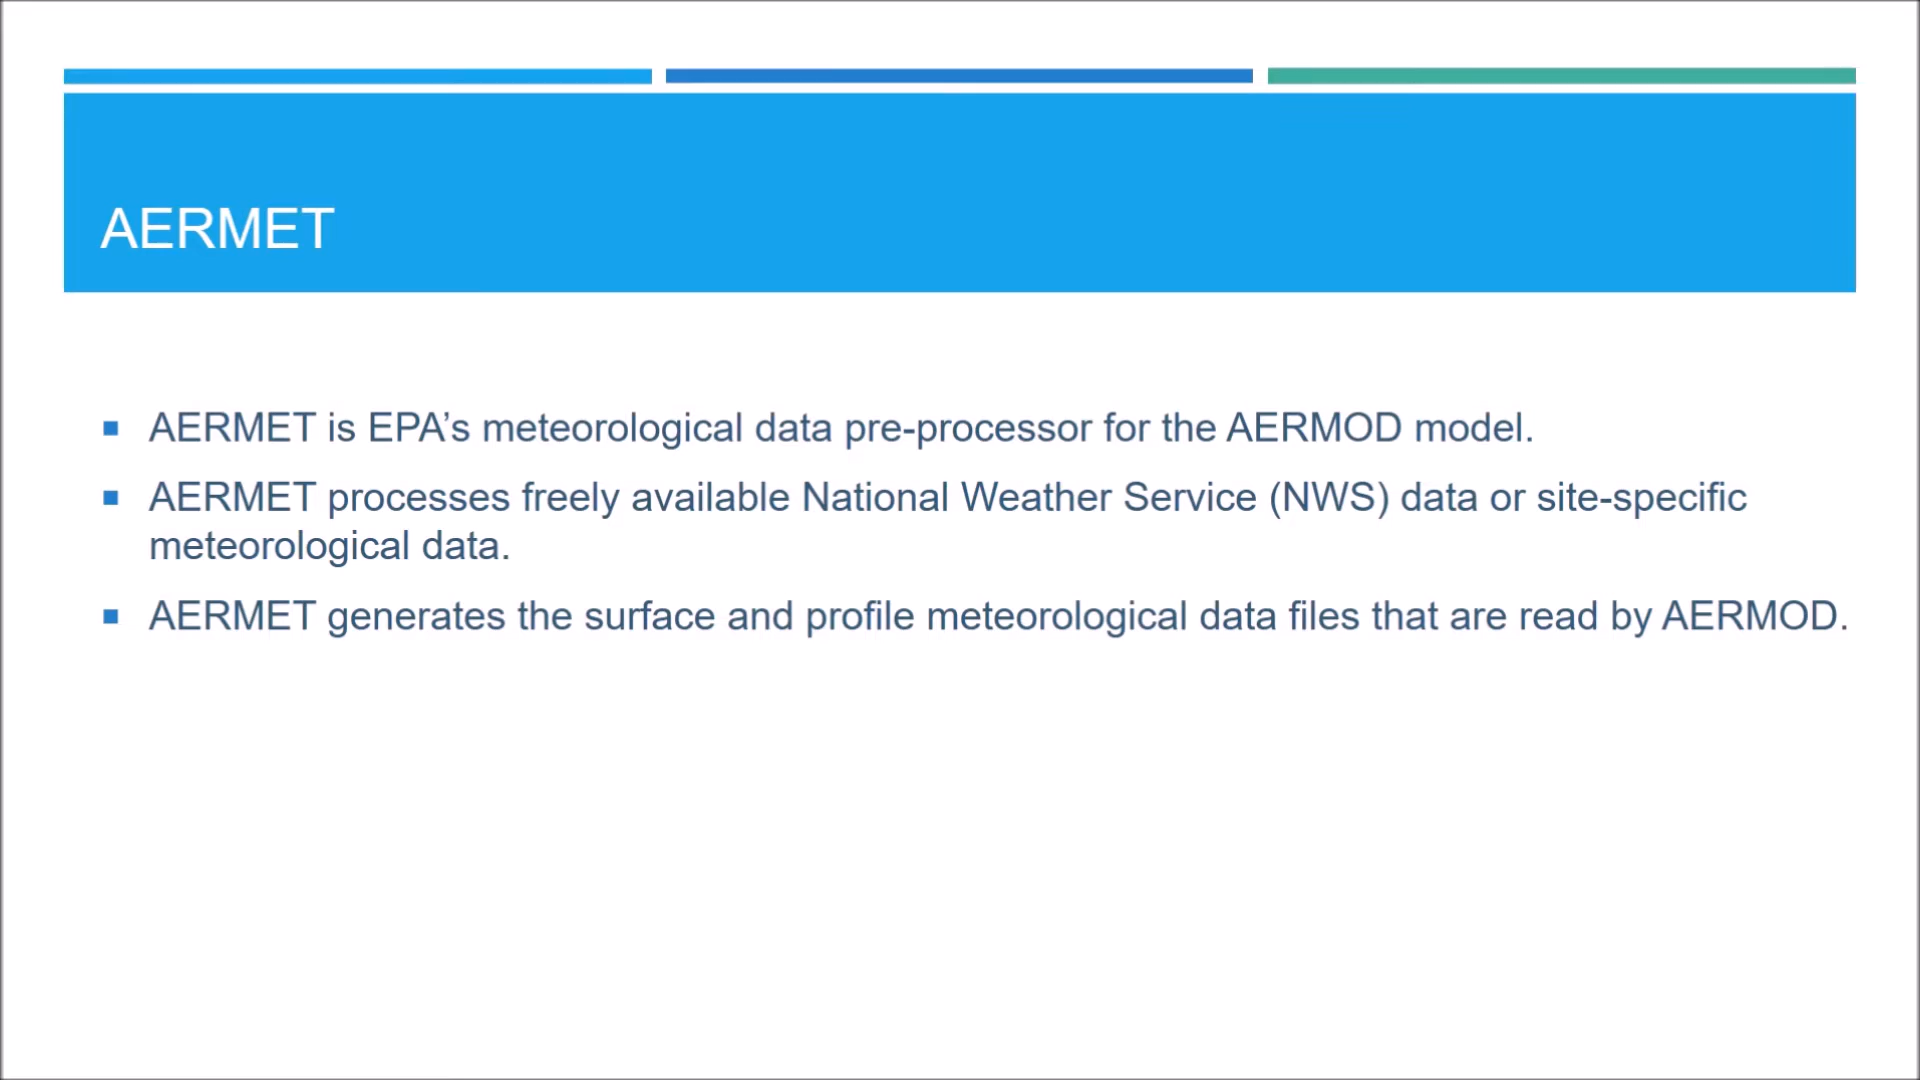 AERMET
AERMET is EPA’s meteorological data pre-processor for the AERMOD model.
AERMET processes freely available National Weather Service (NWS) data or site-specific
meteorological data.
AERMET generates the surface and profile meteorological data files that are read by AERMOD.